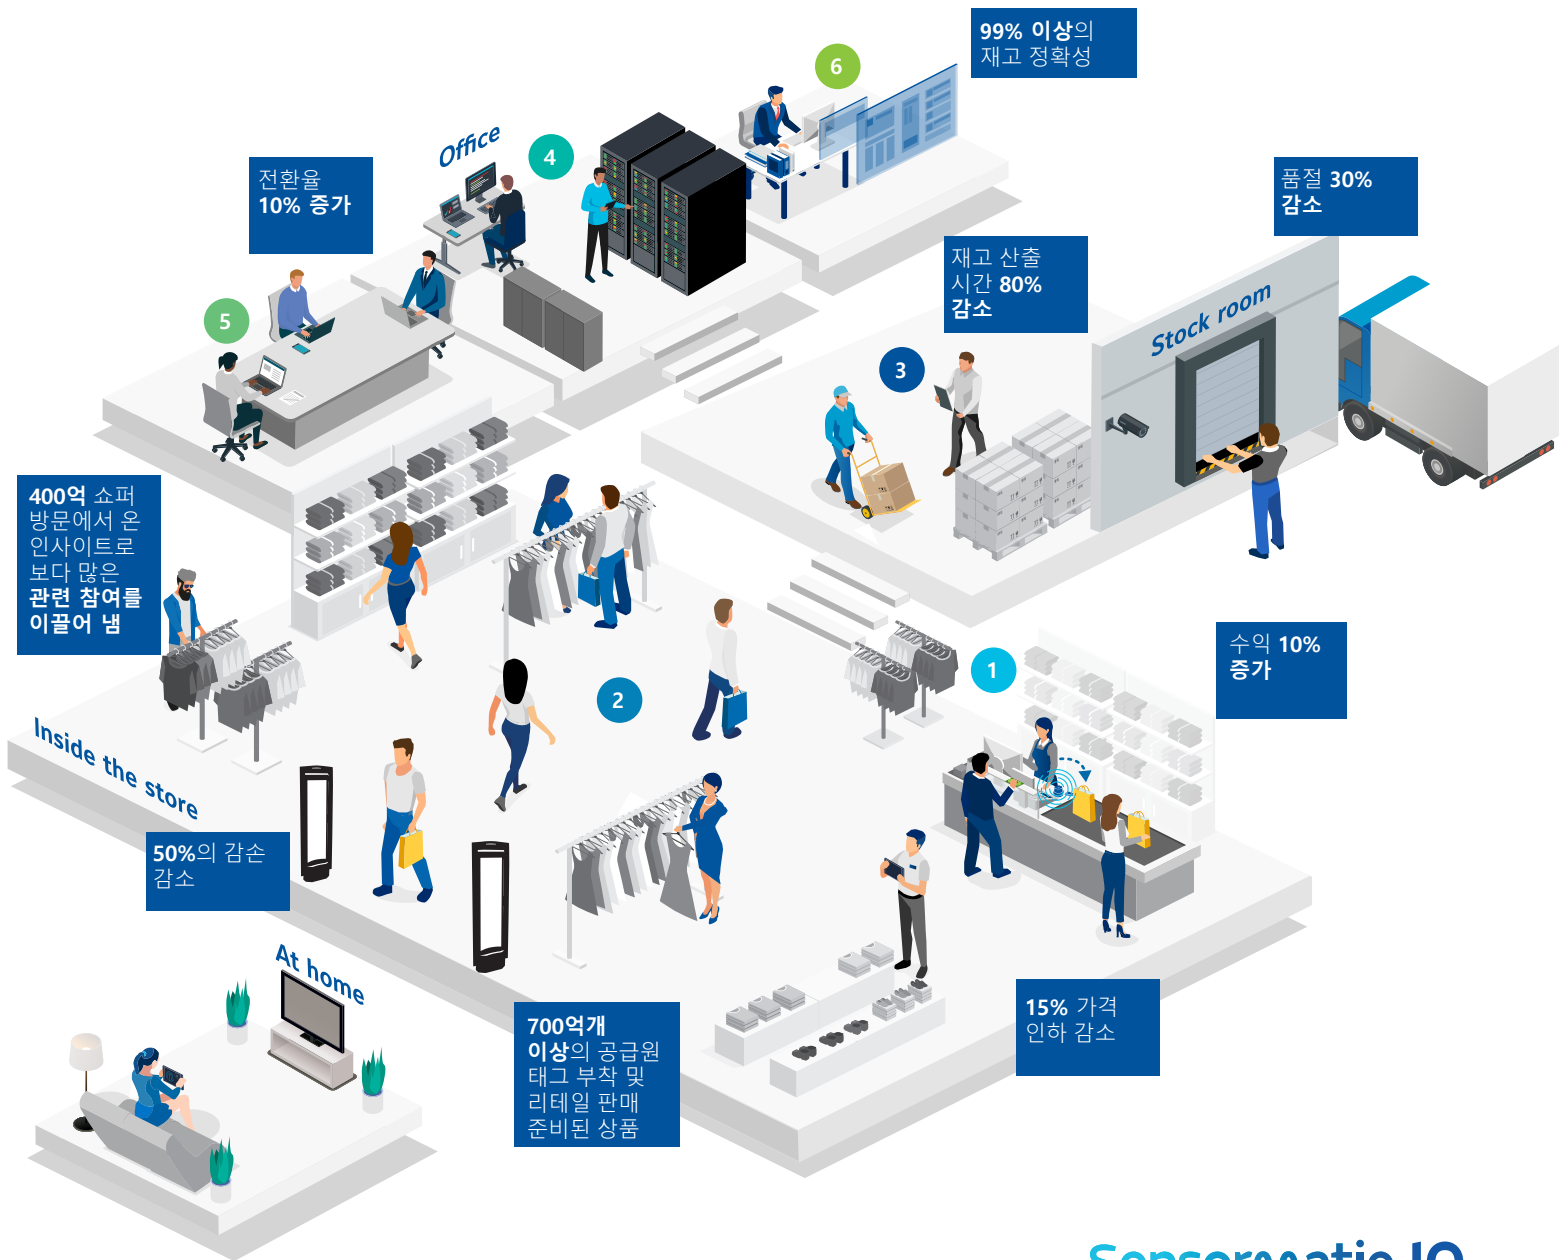 99% 이상의
재고 정확성
6
Office
4
전환율
10% 증가
품절 30%
감소
재고 산출
시간 80%
감소
Stock room
5
3
400억 쇼퍼
방문에서 온
인사이트로
보다 많은
관련 참여를
이끌어 냄
수익 10%
증가
1
2
Inside the store
50%의 감손
감소
At home
700억개
이상의 공급원
태그 부착 및
리테일 판매
준비된 상품
15% 가격
인하 감소
Sensormatic IQ